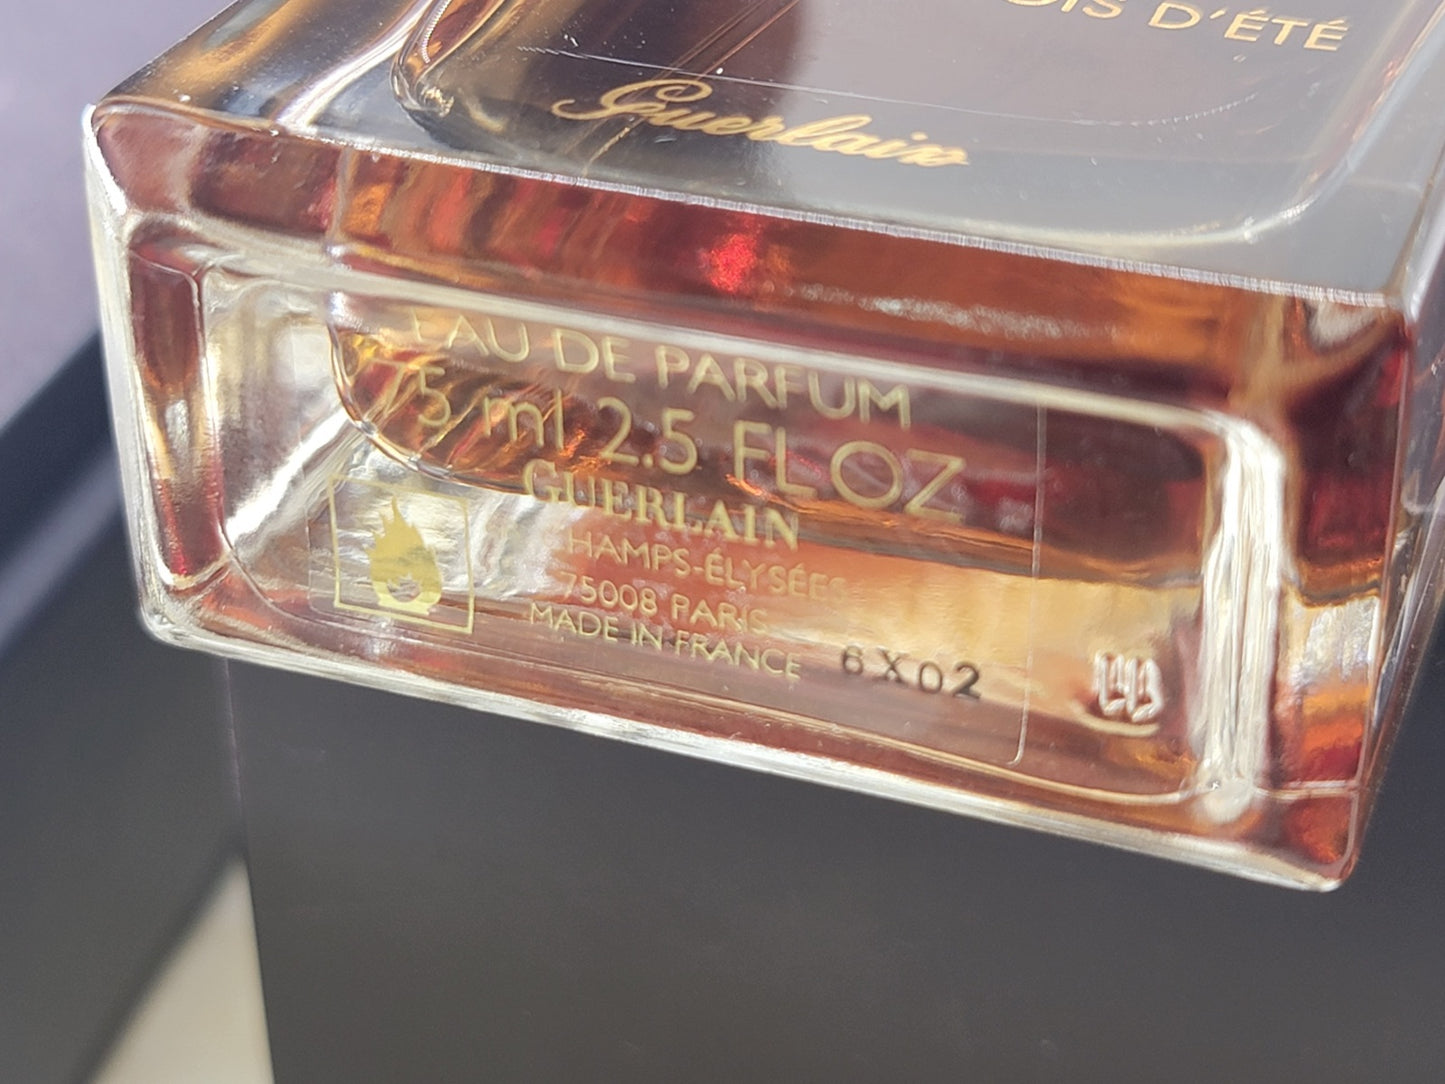 D'ÉTÉ
Guerlain
EAU DE PARFUM
75 ml 2.5 FL OZ
GUERLAIN
HAMPS-ÉLYSÉES
75008 PARIS
MADE IN FRANCE
6X02